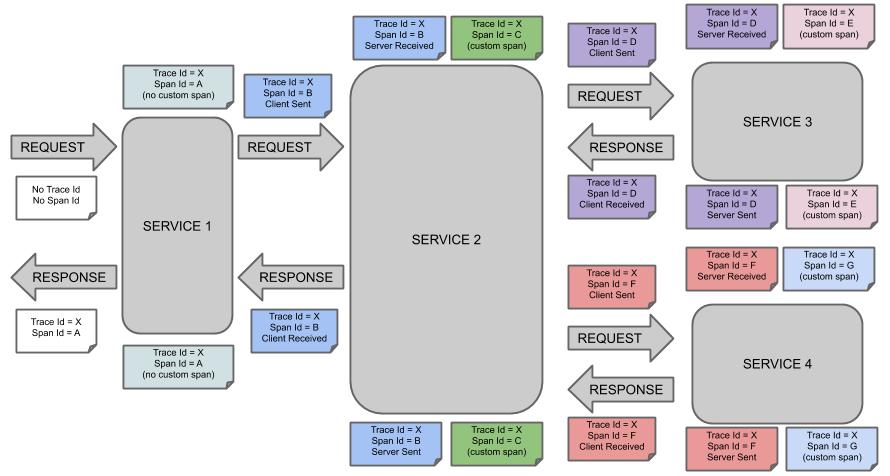 Trace Id = X
Span Id = B
Server Received
Trace Id = X
Span Id = C
(custom span)
Trace Id = X
Span Id = D
Client Sent
Trace Id = X
Span Id = D
Server Received
Trace Id = X
Span Id = E
(custom span)
Trace Id = X
Span Id = A
(no custom span)
Trace Id = X
Span Id = B
Client Sent
REQUEST
REQUEST
REQUEST
SERVICE 3
RESPONSE
No Trace Id
No Span Id
Trace Id = X
Span Id = D
Client Received
Trace Id = X
Span Id = D
Server Sent
Trace Id = X
Span Id = E
(custom span)
SERVICE 1
SERVICE 2
RESPONSE
RESPONSE
Trace Id = X
Span Id = F
Client Sent
Trace Id = X
Span Id = F
Server Received
Trace Id = X
Span Id = G
(custom span)
Trace Id = X
Span Id = A
Trace Id = X
Span Id = B
Client Received
REQUEST
SERVICE 4
RESPONSE
Trace Id = X
Span Id = A
(no custom span)
Trace Id = X
Span Id = B
Server Sent
Trace Id = X
Span Id = C
(custom span)
Trace Id = X
Span Id = F
Client Received
Trace Id = X
Span Id = F
Server Sent
Trace Id = X
Span Id = G
(custom span)